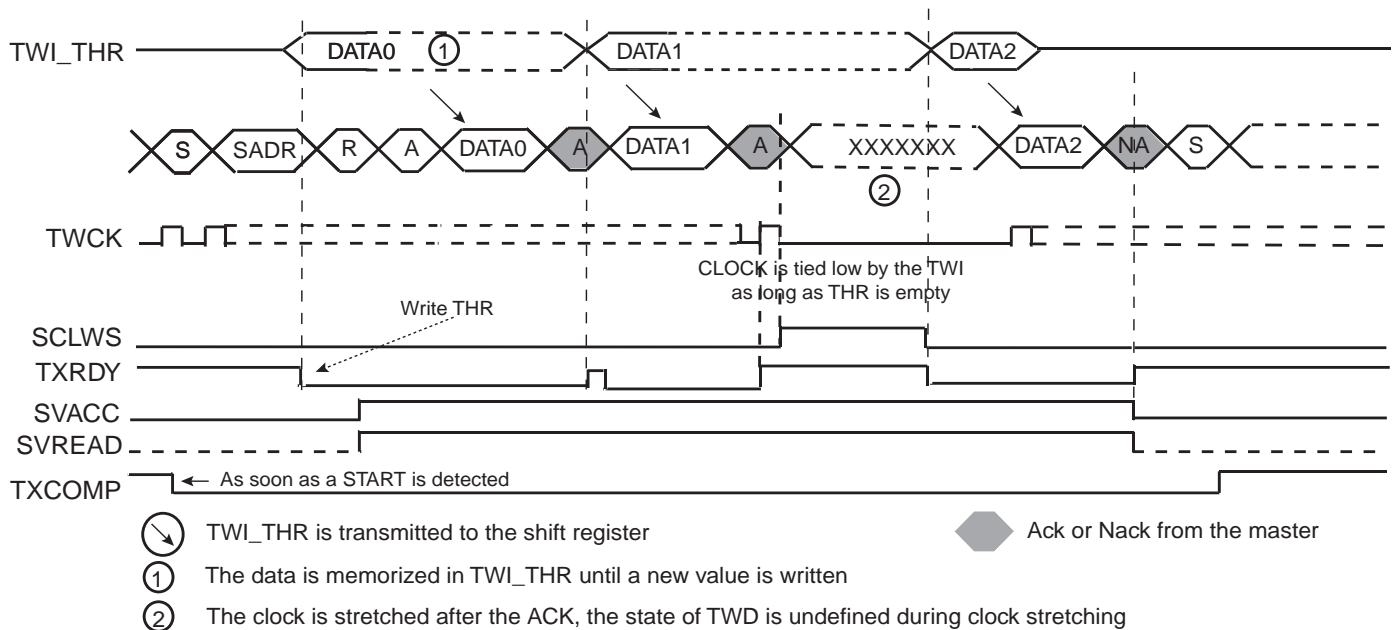 TWI_THR DATA0 1 DATA1 DATA2
S SADR R A DATA0 A DATA1 A XXXXXXX DATA2 NA S
2
TWCK
CLOCK is tied low by the TWI
as long as THR is empty
Write THR
SCLWS
TXRDY
SVACC
SVREAD
TXCOMP As soon as a START is detected
TWI_THR is transmitted to the shift register
Ack or Nack from the master
1 The data is memorized in TWI_THR until a new value is written
2 The clock is stretched after the ACK, the state of TWD is undefined during clock stretching